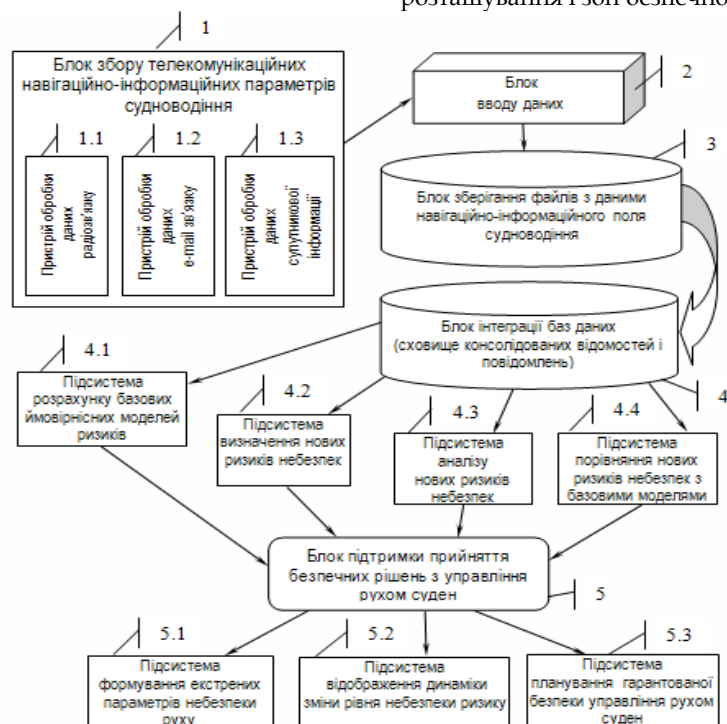 розташування і зон безпечно
1
Блок збору телекомунікаційних
навігаційно-інформаційних параметрів
судноводіння
1.1
1.2
1.3
Пристрій обробки
даних
радіозв'язку
Пристрій обробки
даних
e-mail зв'язку
Пристрій обробки
даних
супутникової
інформації
Блок
вводу даних
2
3
Блок зберігання файлів з даними
навігаційно-інформаційного поля
судноводіння
Блок інтеграції баз даних
(сховище консолідованих відомостей і
повідомлень)
4
4.1
Підсистема
розрахунку базових
ймовірнісних моделей
ризиків
4.2
Підсистема
визначення нових
ризиків небезпек
4.3
Підсистема
аналізу
нових ризиків
небезпек
4.4
Підсистема
порівняння нових
ризиків небезпек з
базовими моделями
Блок підтримки прийняття
безпечних рішень з управління
рухом суден
5
5.1
Підсистема
формування екстрених
параметрів небезпеки
руху
5.2
Підсистема
відображення динаміки
зміни рівня небезпеки ризику
5.3
Підсистема
планування гарантованої
безпеки управління рухом
суден